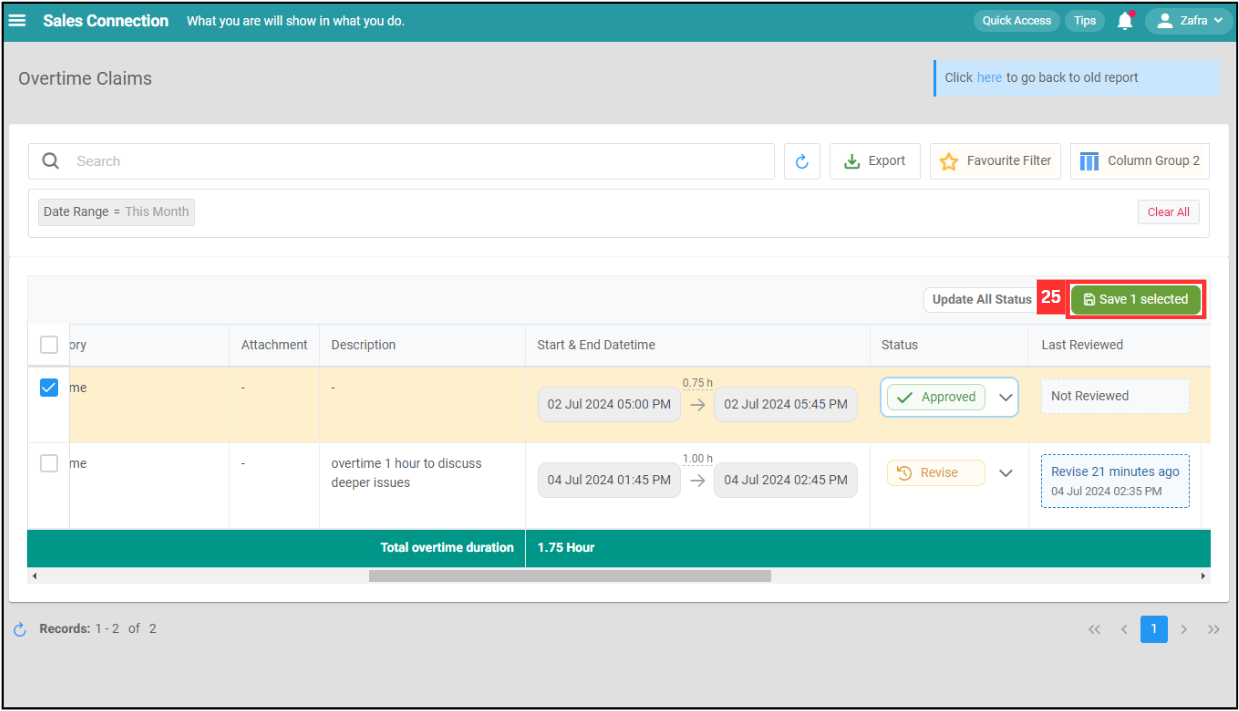 Sales Connection What you are will show in what you do. Quick Access Tips Zafra
Overtime Claims
Click here to go back to old report
Search Export Favourite Filter Column Group 2
Date Range = This Month Clear All
Update All Status 25 Save 1 selected
ory Attachment Description Start & End Datetime Status Last Reviewed
me - - 02 Jul 2024 05:00 PM 0.75 h 02 Jul 2024 05:45 PM Approved Not Reviewed
me - overtime 1 hour to discuss 04 Jul 2024 01:45 PM 1.00 h 04 Jul 2024 02:45 PM Revise Revise 21 minutes ago
deeper issues 04 Jul 2024 02:35 PM
Total overtime duration 1.75 Hour
Records: 1 - 2 of 2 1